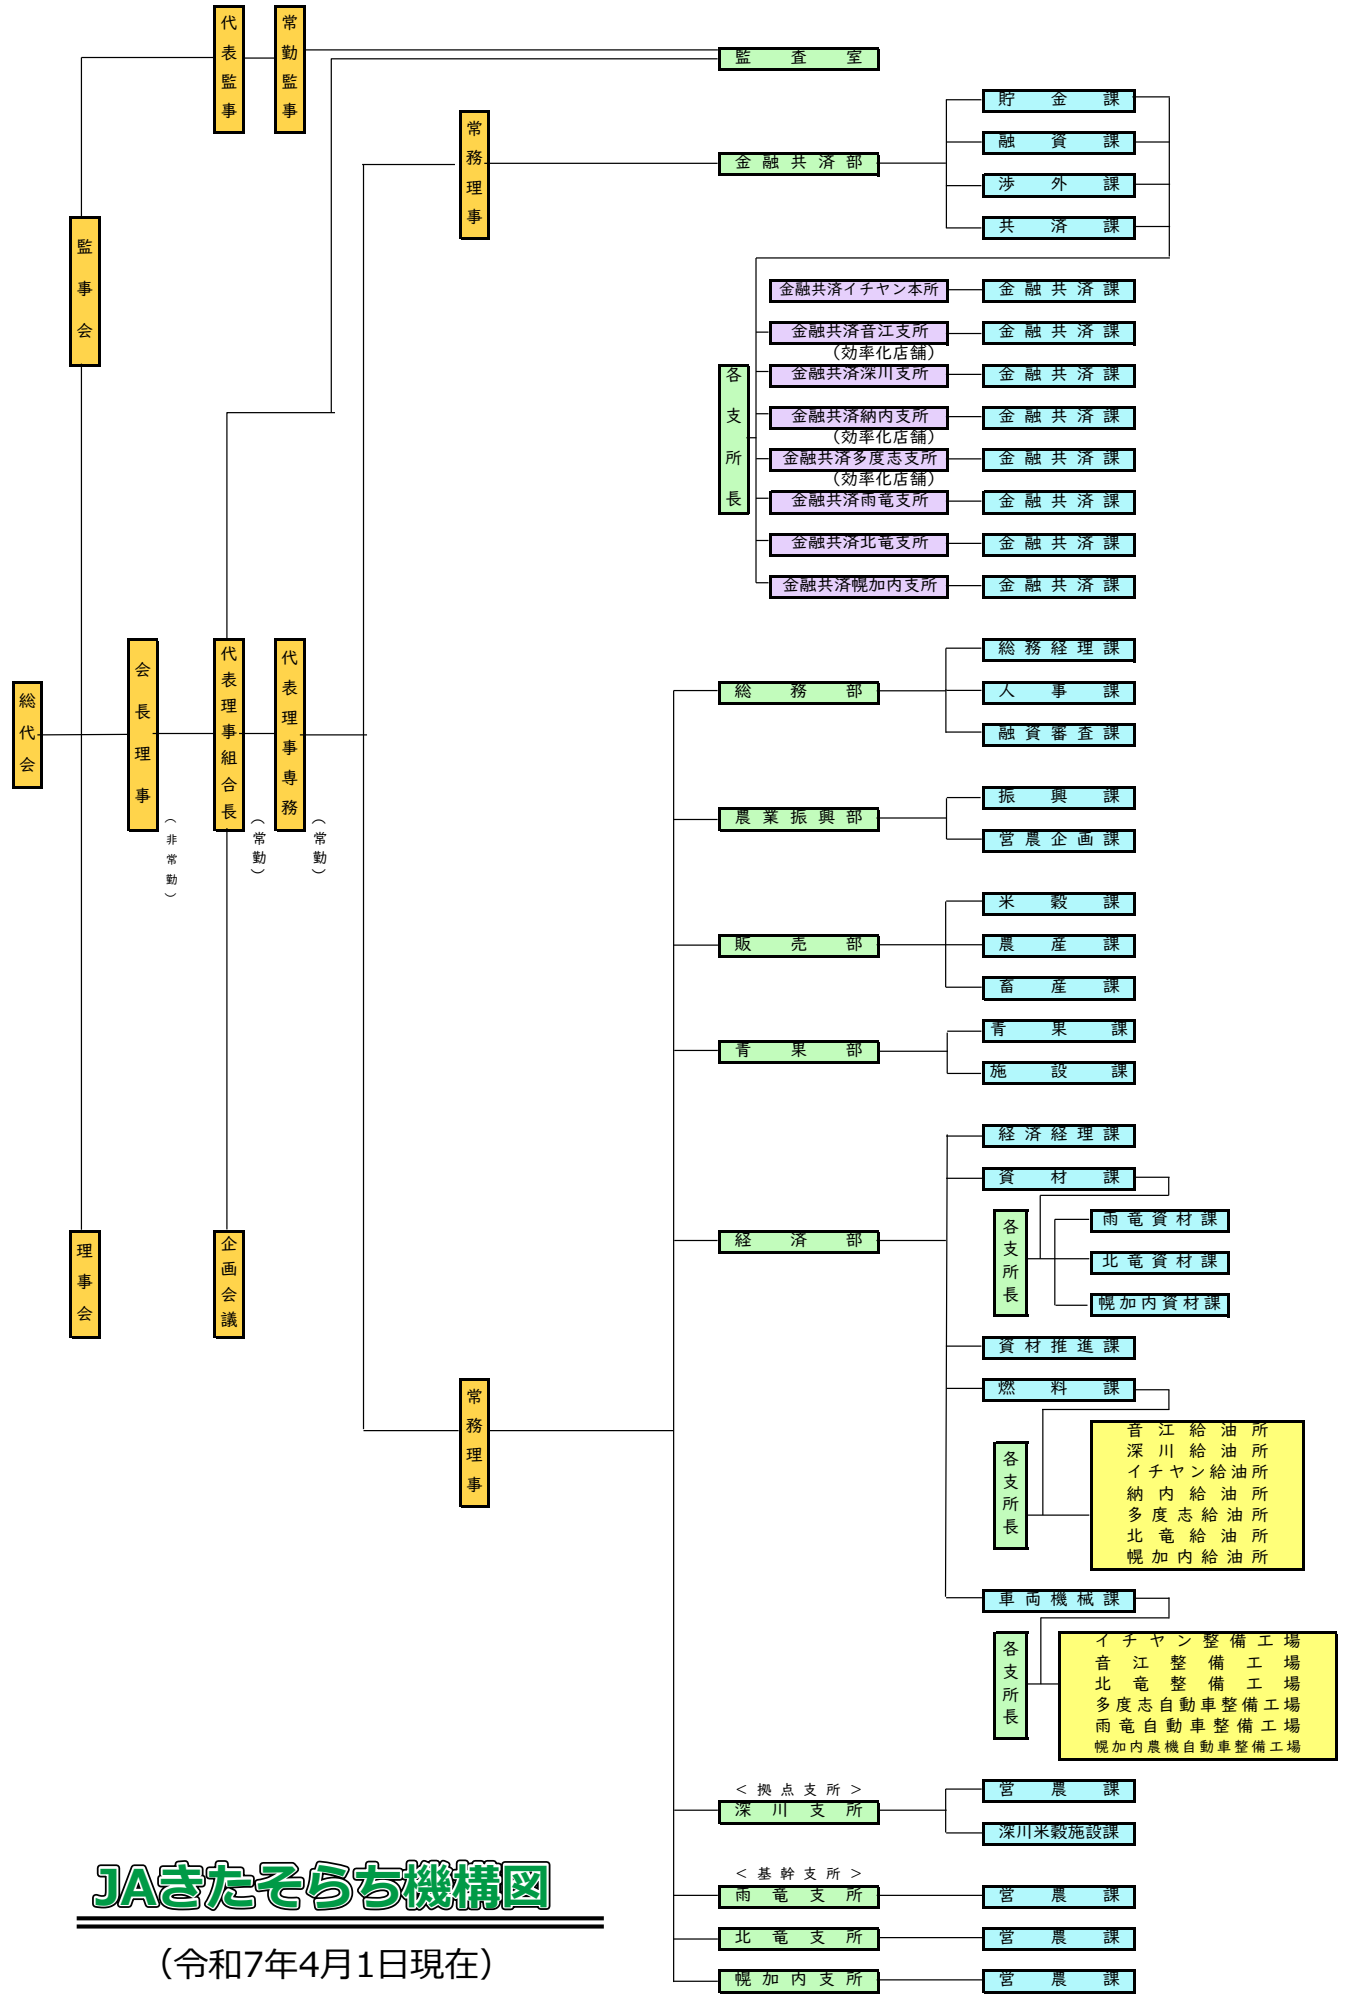 代表監事
常勤監事
監査室
常務理事
金融共済部
貯金課
融資課
渉外課
共済課
監事会
各支所長
金融共済イチヤン本所
金融共済課
金融共済音江支所
金融共済課
（効率化店舗）
金融共済深川支所
金融共済課
金融共済納内支所
金融共済課
（効率化店舗）
金融共済多度志支所
金融共済課
（効率化店舗）
金融共済雨竜支所
金融共済課
金融共済北竜支所
金融共済課
金融共済幌加内支所
金融共済課
総代会
会長理事
（非常勤）
代表理事組合長
（常勤）
代表理事専務
（常勤）
総務部
総務経理課
人事課
融資審査課
農業振興部
振興課
営農企画課
販売部
米穀課
農産課
畜産課
青果部
青果課
施設課
理事会
企画会議
常務理事
経済部
経済経理課
資材課
各支所長
雨竜資材課
北竜資材課
幌加内資材課
資材推進課
燃料課
各支所長
音江給油所
深川給油所
イチヤン給油所
納内給油所
多度志給油所
北竜給油所
幌加内給油所
車両機械課
各支所長
イチヤン整備工場
音江整備工場
北竜整備工場
多度志自動車整備工場
雨竜自動車整備工場
幌加内農機自動車整備工場
＜拠点支所＞
深川支所
営農課
深川米穀施設課
＜基幹支所＞
雨竜支所
営農課
北竜支所
営農課
幌加内支所
営農課
JAきたそらち機構図
（令和7年4月1日現在）